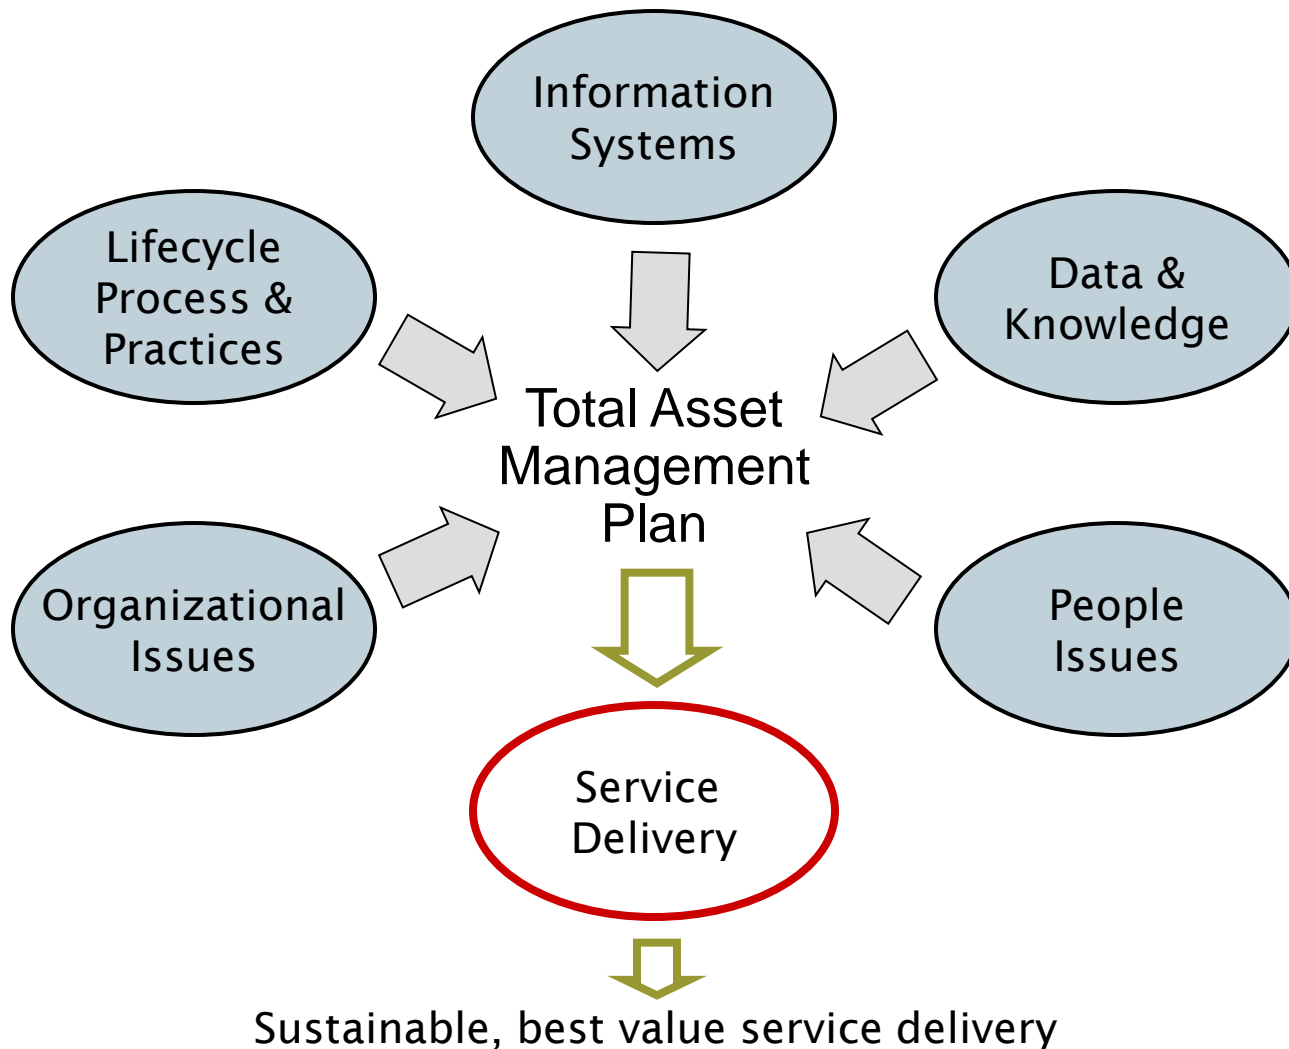 Information
Systems
Lifecycle
Process &
Practices
Data &
Knowledge
Total Asset
Management
Plan
Organizational
Issues
People
Issues
Service
Delivery
Sustainable, best value service delivery